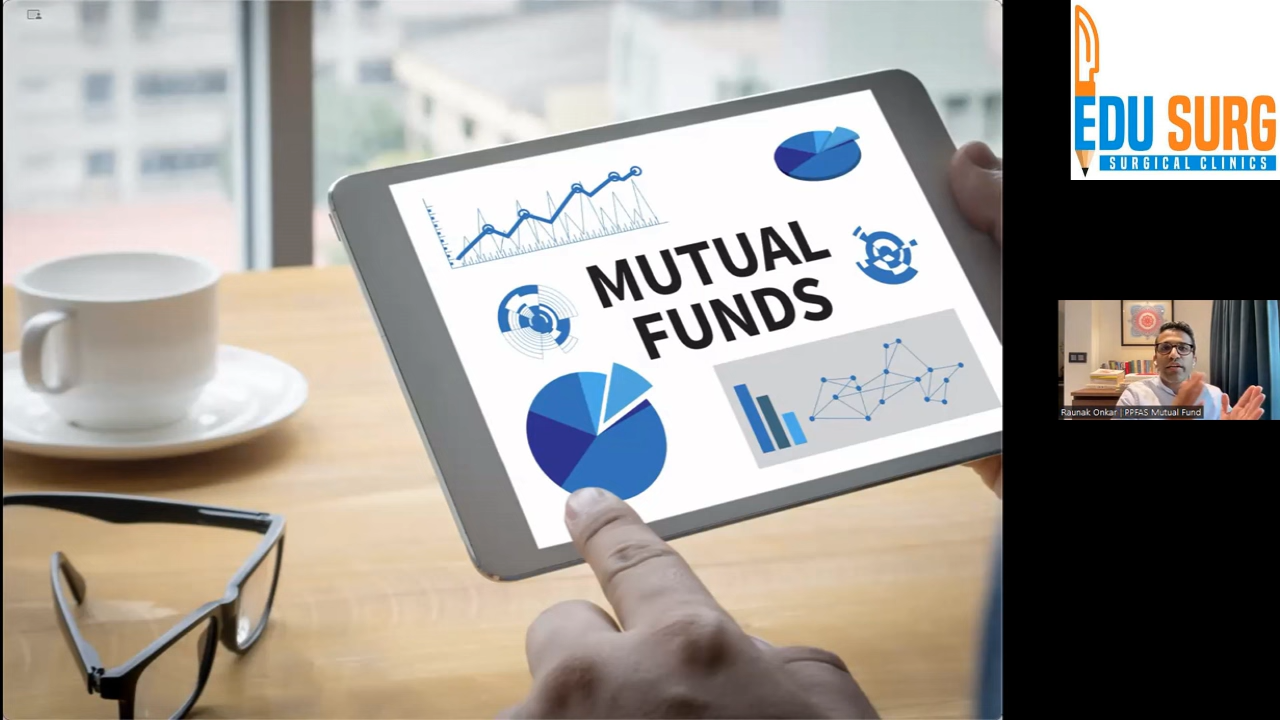 MUTUAL
FUNDS
EDU SURG
SURGICAL CLINICS
Raunak Onkar | PPFAS Mutual Fund